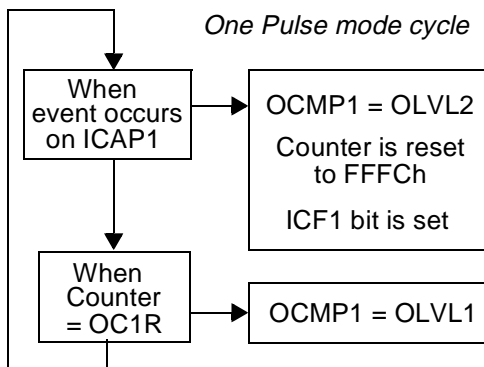 One Pulse mode cycle
When
event occurs
on ICAP1
OCMP1 = OLVL2
Counter is reset
to FFFCh
ICF1 bit is set
When
Counter
= OC1R
OCMP1 = OLVL1